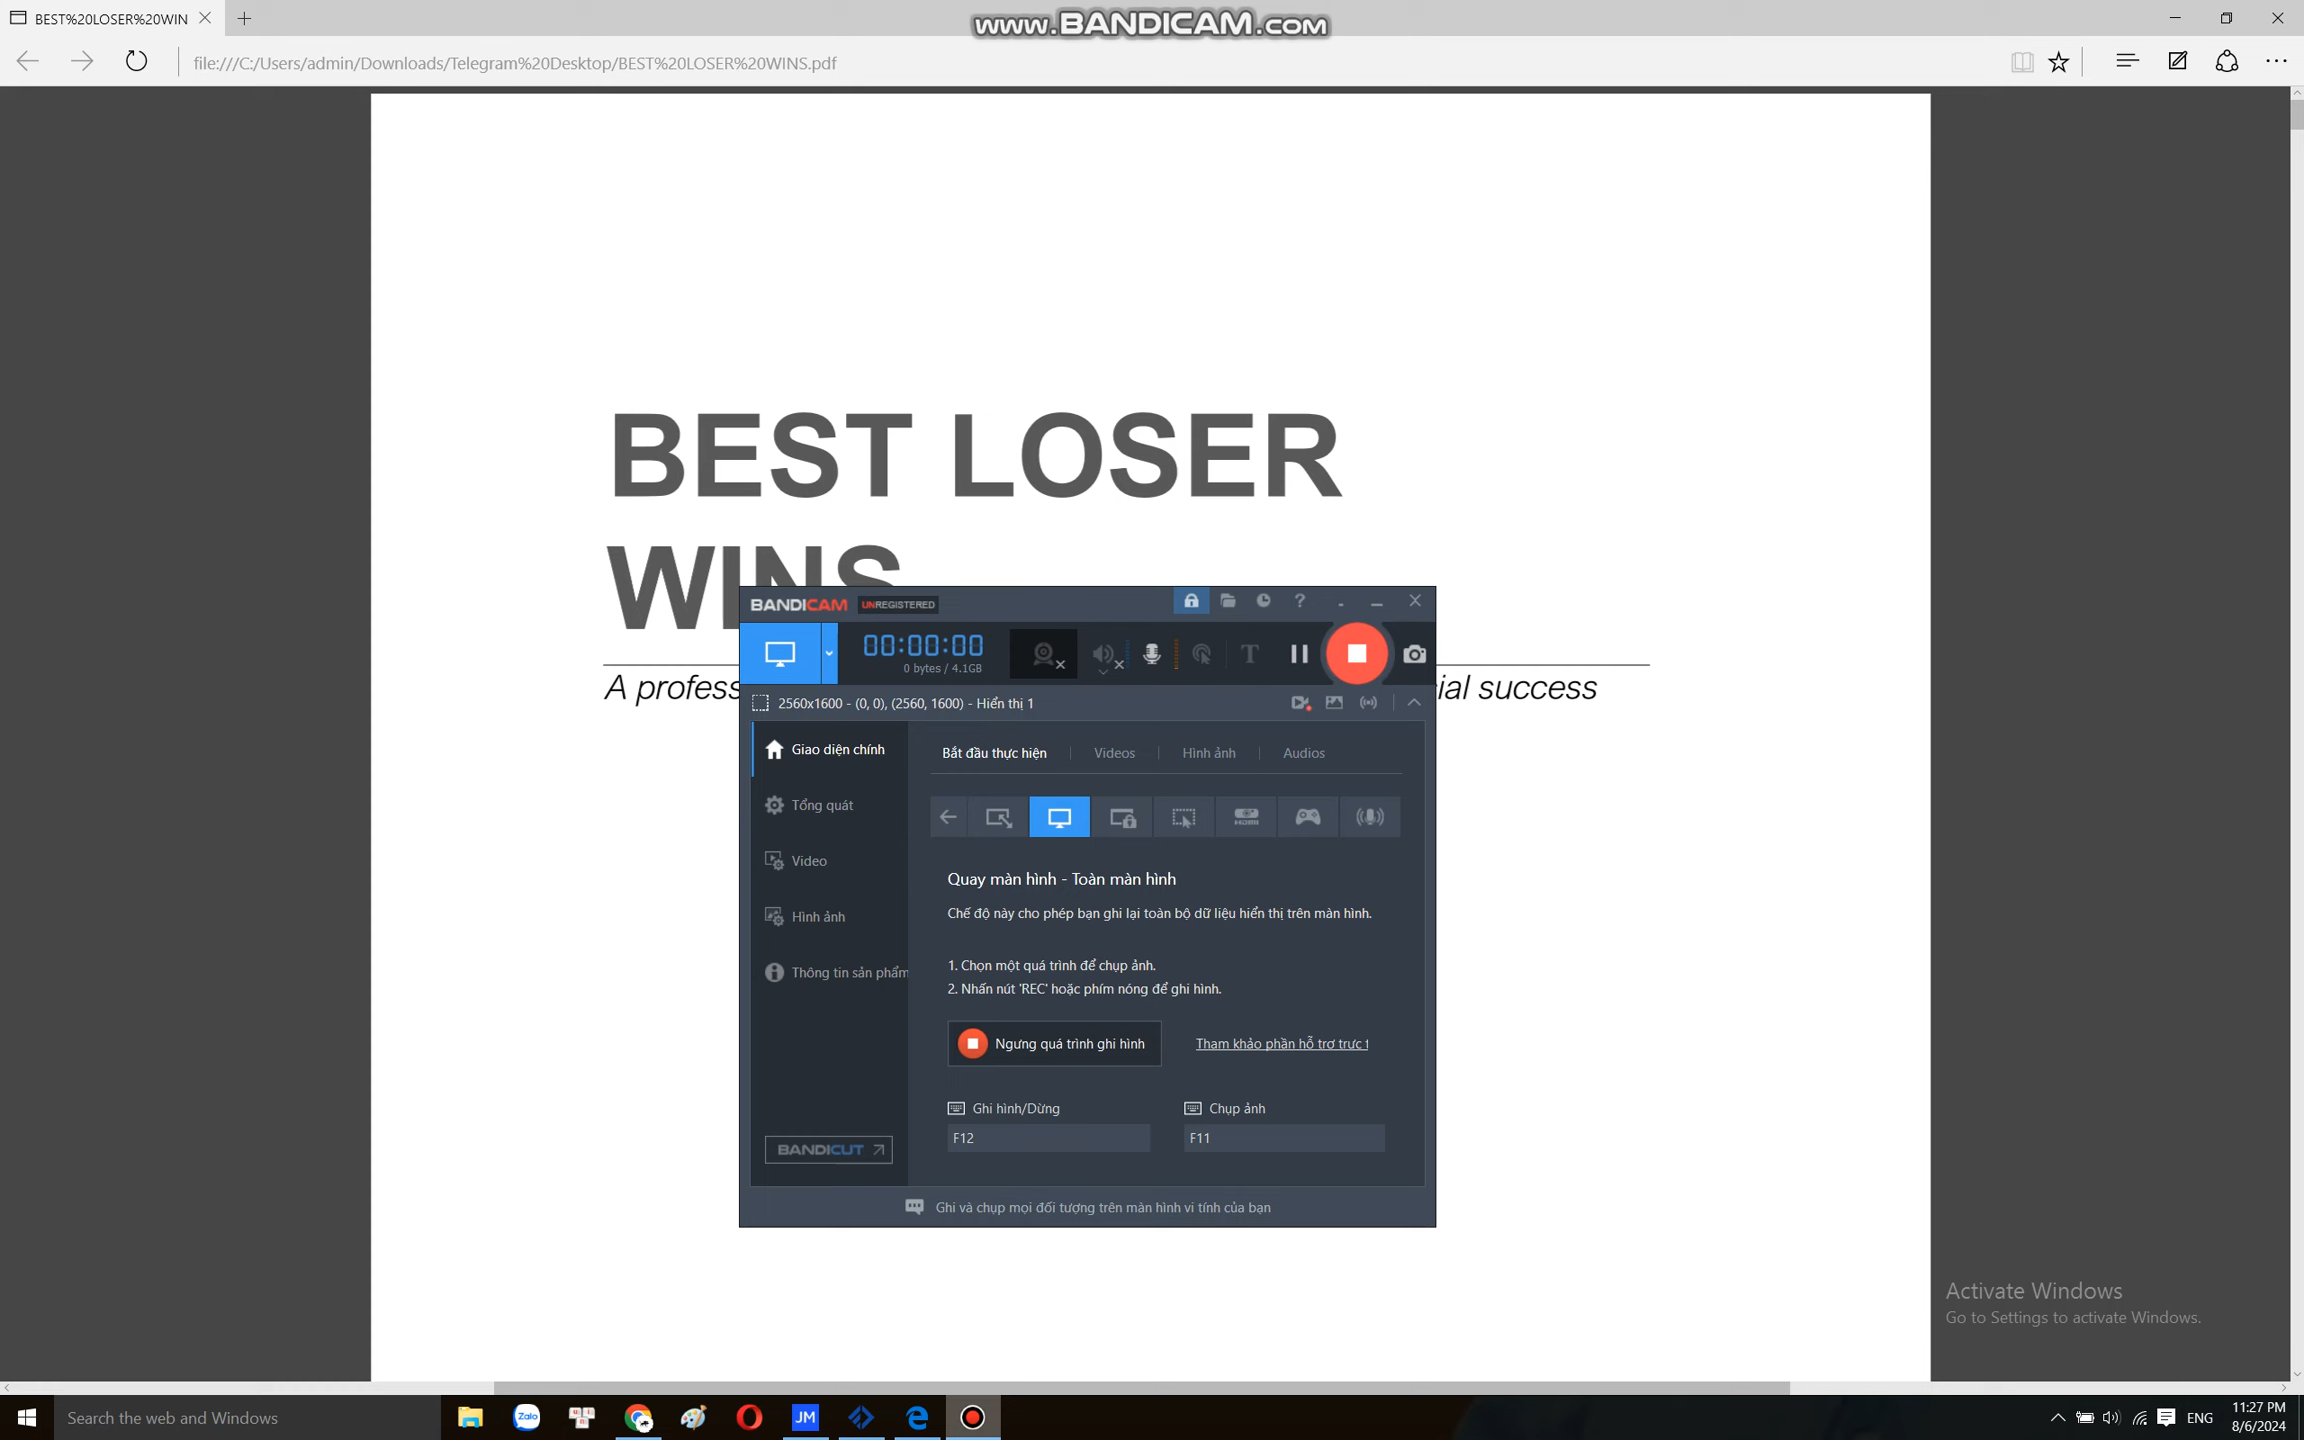 BEST%20LOSER%20WIN
www.BANDICAM.com
file:///C:/Users/admin/Downloads/Telegram%20Desktop/BEST%20LOSER%20WINS.pdf
BEST LOSER
WINS
A profess
ial success
BANDICAM UNREGISTERED
00:00:00
0 bytes / 4.1GB
T
2560x1600 - (0, 0), (2560, 1600) - Hiển thị 1
Giao diện chính
Tổng quát
Video
Hình ảnh
Thông tin sản phẩm
BANDICUT
Bắt đầu thực hiện | Videos | Hình ảnh | Audios
HDMI
Quay màn hình - Toàn màn hình
Chế độ này cho phép bạn ghi lại toàn bộ dữ liệu hiển thị trên màn hình.
1. Chọn một quá trình để chụp ảnh.
2. Nhấn nút 'REC' hoặc phím nóng để ghi hình.
Ngưng quá trình ghi hình
Tham khảo phần hỗ trợ trực t
Ghi hình/Dừng
Chụp ảnh
F12
F11
Ghi và chụp mọi đối tượng trên màn hình vi tính của bạn
Activate Windows
Go to Settings to activate Windows.
Search the web and Windows
Zalo
JM
ENG
11:27 PM
8/6/2024